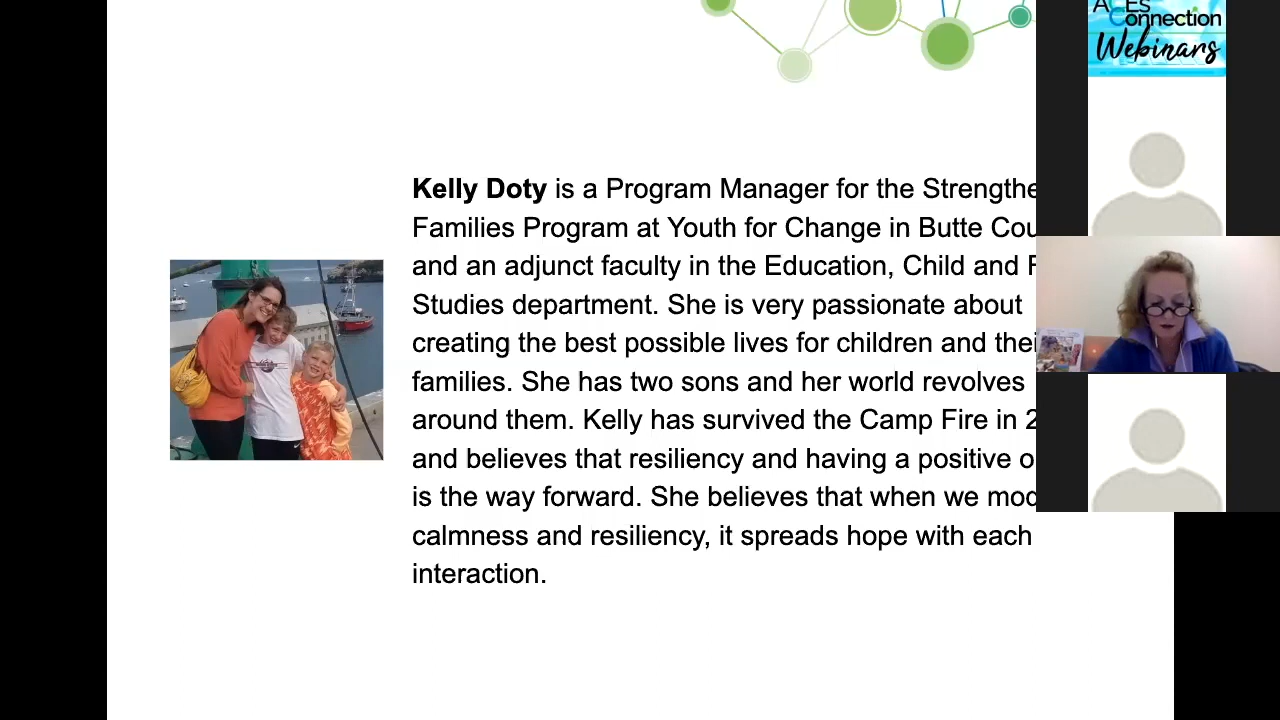 Kelly Doty is a Program Manager for the Strengthe
Families Program at Youth for Change in Butte Cou
and an adjunct faculty in the Education, Child and F
Studies department. She is very passionate about
creating the best possible lives for children and thei
families. She has two sons and her world revolves
around them. Kelly has survived the Camp Fire in 2
and believes that resiliency and having a positive o
is the way forward. She believes that when we mod
calmness and resiliency, it spreads hope with each
interaction.
ACEs
Connection
Webinars